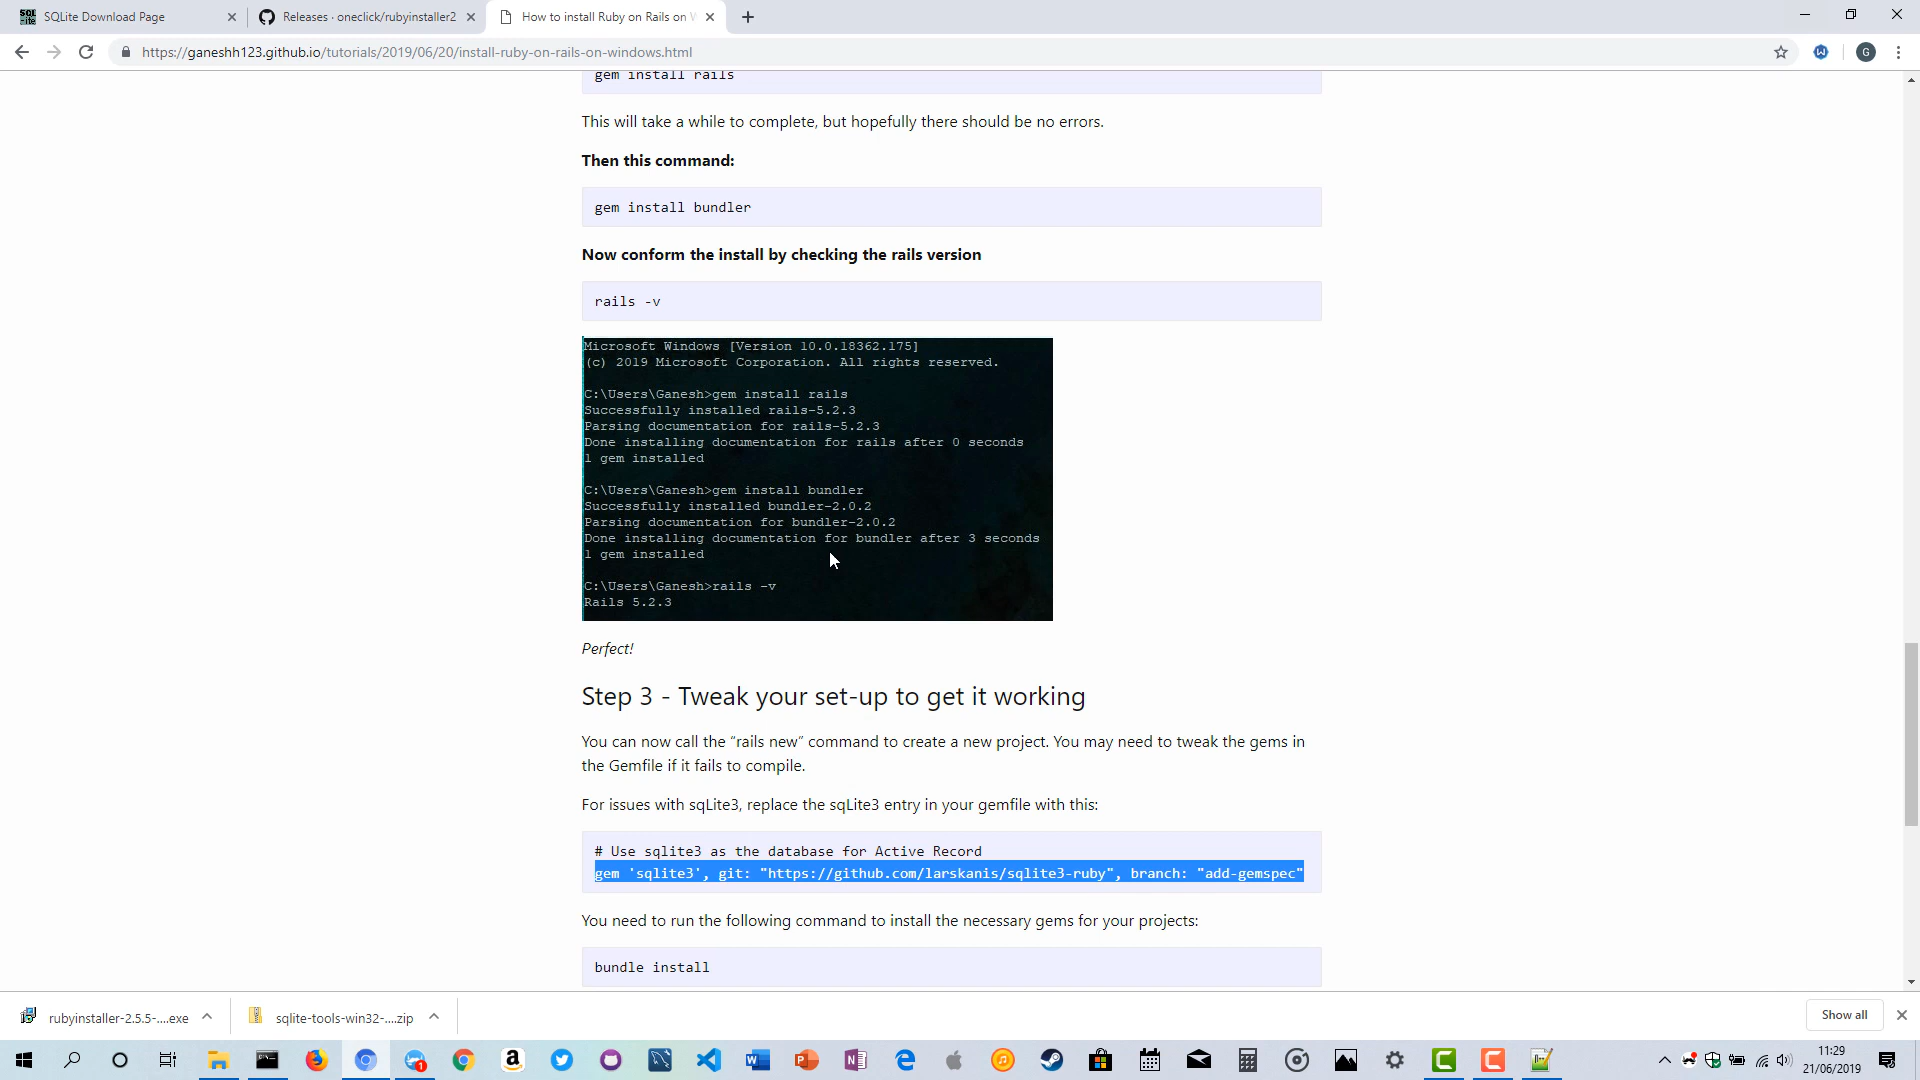 SQLite Download Page
Releases · oneclick/rubyinstaller2
How to install Ruby on Rails on W
https://ganeshh123.github.io/tutorials/2019/06/20/install-ruby-on-rails-on-windows.html
G
gem install rails
This will take a while to complete, but hopefully there should be no errors.
Then this command:
gem install bundler
Now conform the install by checking the rails version
rails -v
Microsoft Windows [Version 10.0.18362.175]
(c) 2019 Microsoft Corporation. All rights reserved.
C:\Users\Ganesh>gem install rails
Successfully installed rails-5.2.3
Parsing documentation for rails-5.2.3
Done installing documentation for rails after 0 seconds
1 gem installed
C:\Users\Ganesh>gem install bundler
Successfully installed bundler-2.0.2
Parsing documentation for bundler-2.0.2
Done installing documentation for bundler after 3 seconds
1 gem installed
C:\Users\Ganesh>rails -v
Rails 5.2.3
Perfect!
Step 3 - Tweak your set-up to get it working
You can now call the “rails new” command to create a new project. You may need to tweak the gems in
the Gemfile if it fails to compile.
For issues with sqLite3, replace the sqLite3 entry in your gemfile with this:
# Use sqlite3 as the database for Active Record
gem 'sqlite3', git: "https://github.com/larskanis/sqlite3-ruby", branch: "add-gemspec"
You need to run the following command to install the necessary gems for your projects:
bundle install
rubyinstaller-2.5.5-....exe
sqlite-tools-win32-....zip
Show all
11:29
21/06/2019